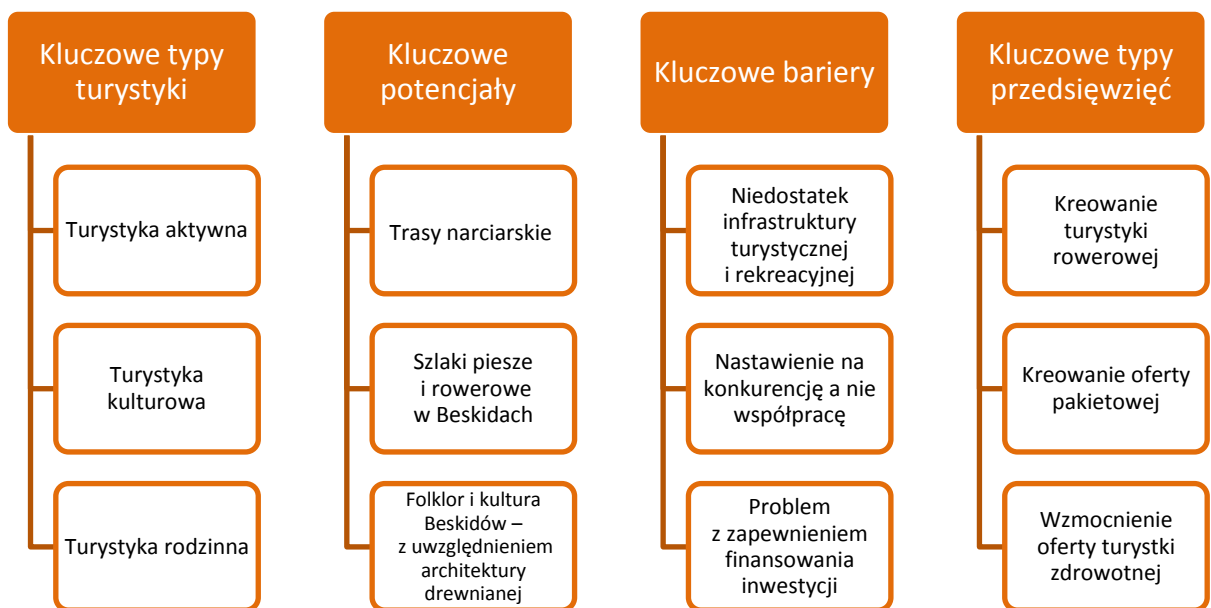 Kluczowe typy
turystyki
Turystyka aktywna
Turystyka
kulturowa
Turystyka rodzinna
Kluczowe
potencjały
Trasy narciarskie
Szlaki piesze
i rowerowe
w Beskidach
Folklor i kultura
Beskidów –
z uwzględnieniem
architektury
drewnianej
Kluczowe bariery
Niedostatek
infrastruktury
turystycznej
i rekreacyjnej
Nastawienie na
konkurencję a nie
współpracę
Problem
z zapewnieniem
finansowania
inwestycji
Kluczowe typy
przedsięwzięć
Kreowanie
turystyki
rowerowej
Kreowanie oferty
pakietowej
Wzmocnienie
oferty turystki
zdrowotnej